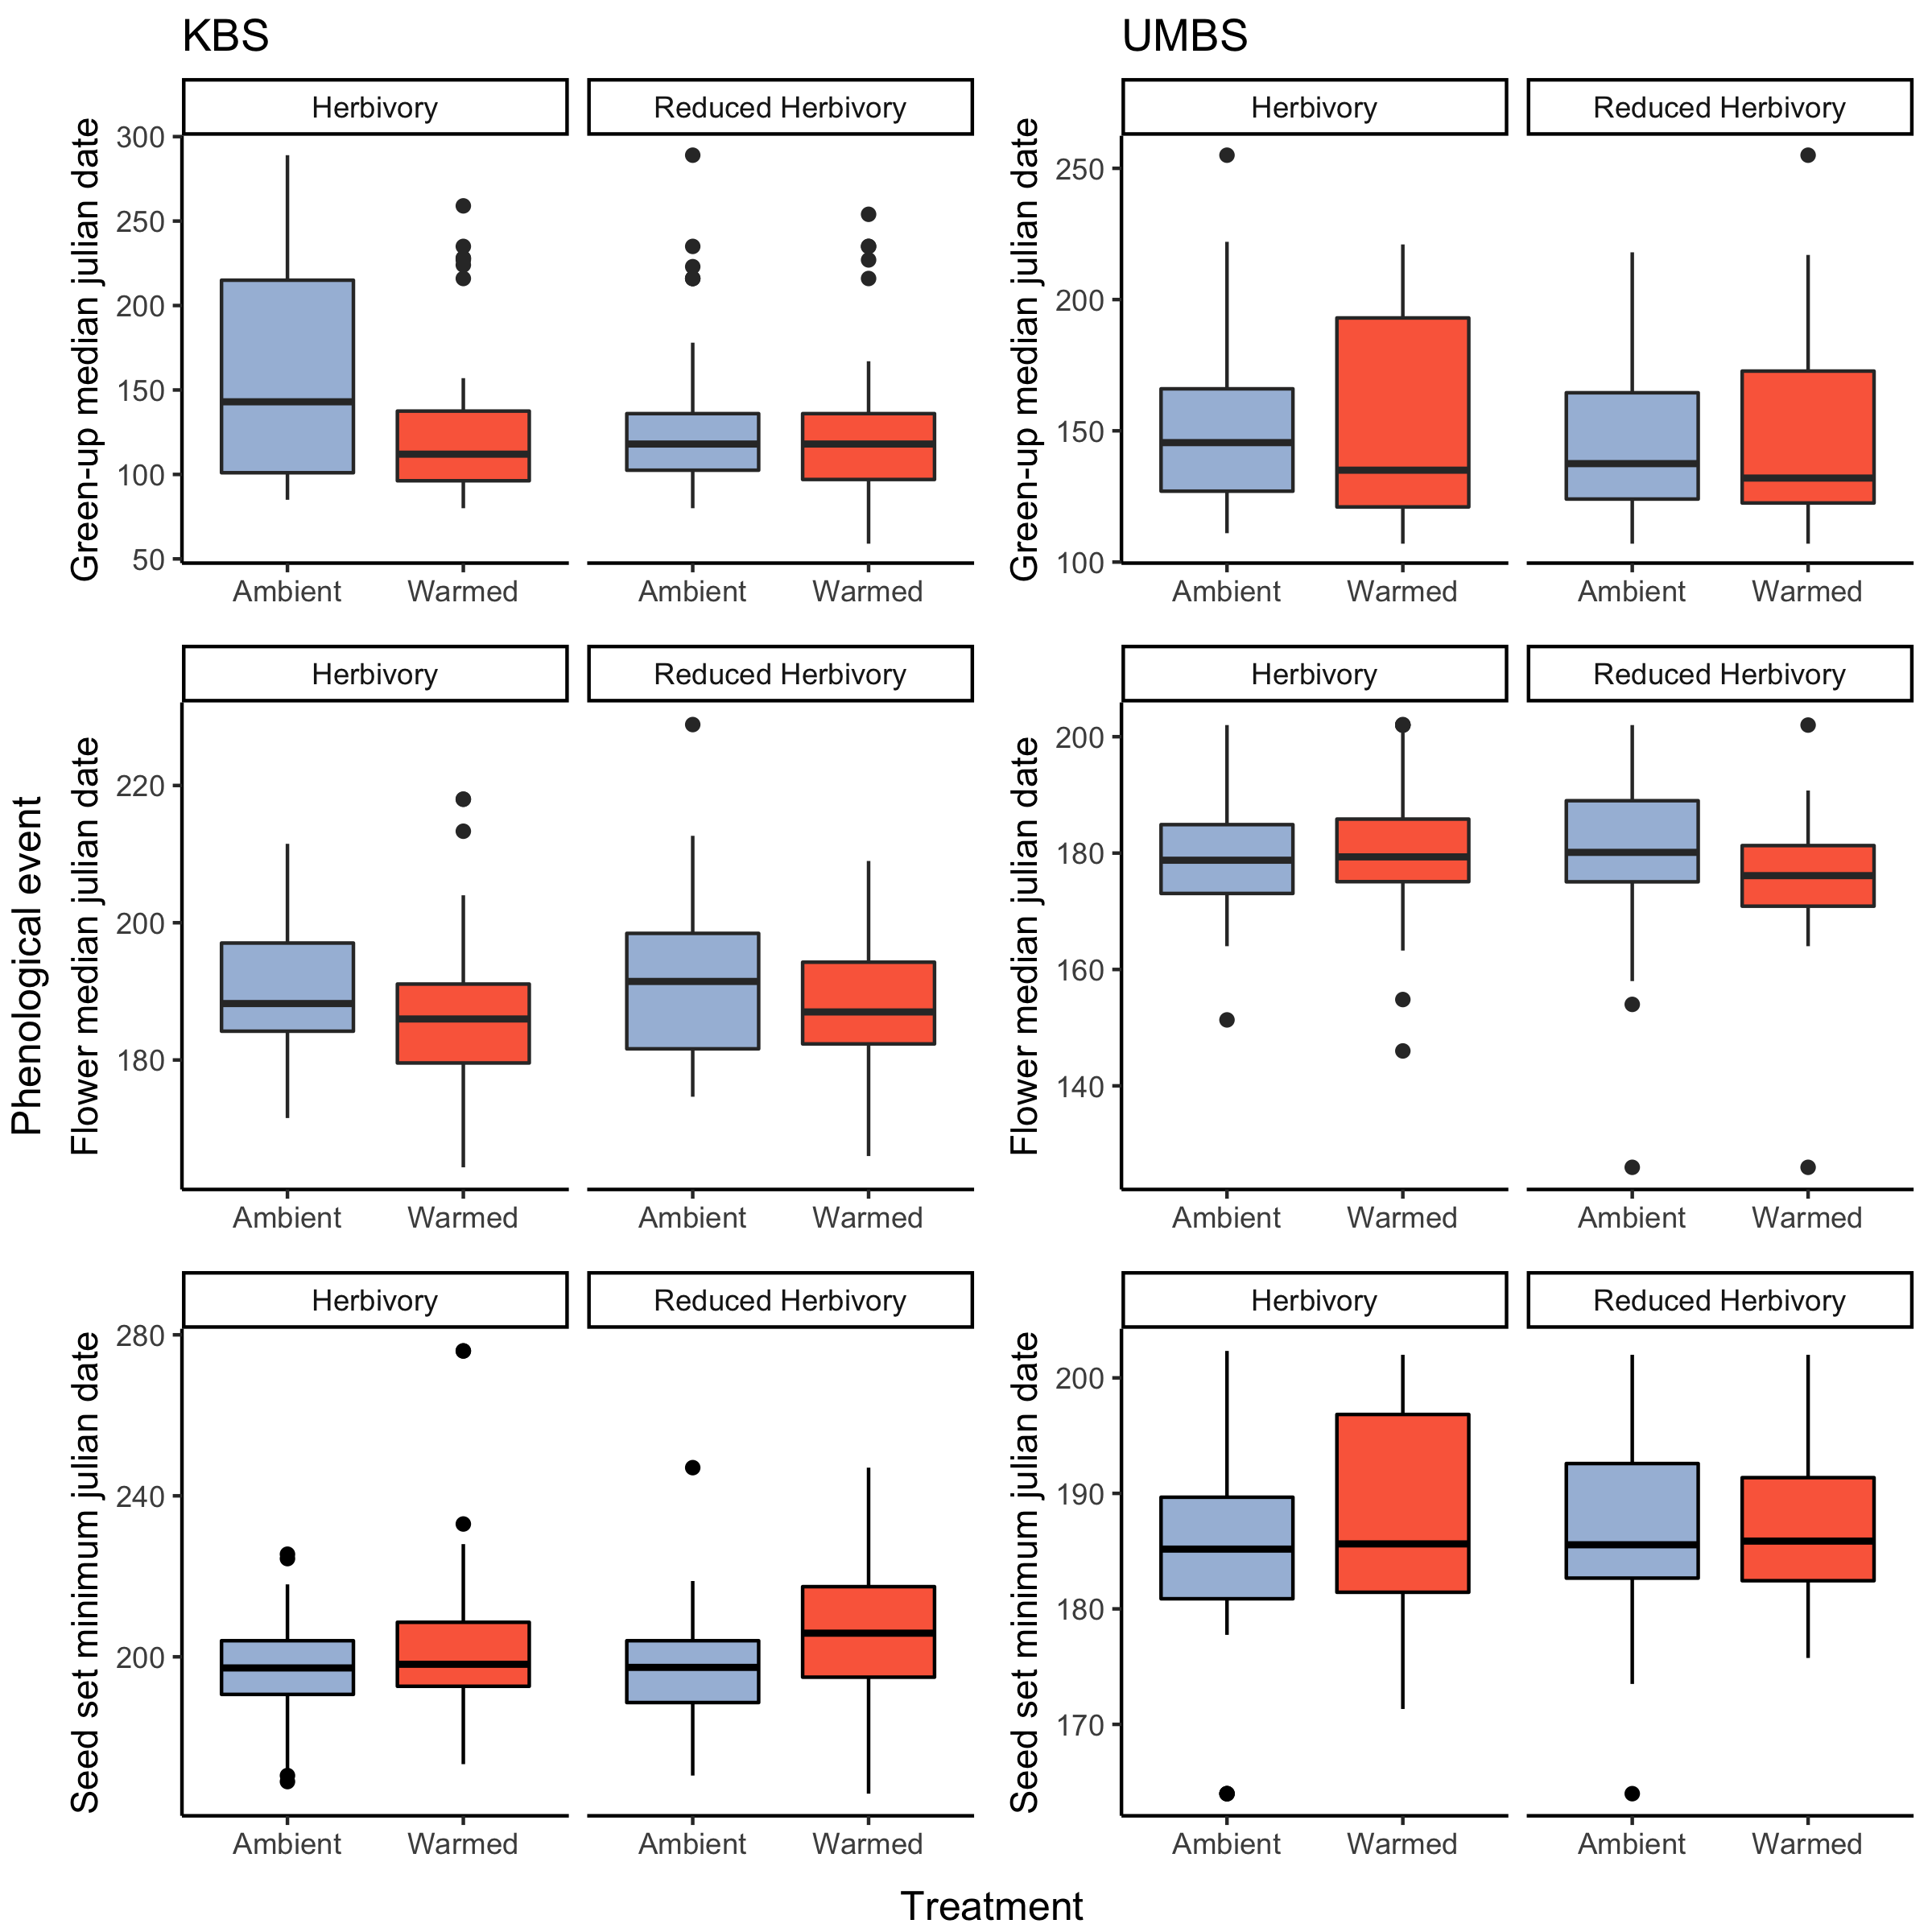 KBS
UMBS
Herbivory
Reduced Herbivory
Herbivory
Reduced Herbivory
Green-up median julian date
300
250
200
150
100
50
Ambient
Warmed
Ambient
Warmed
Green-up median julian date
250
200
150
100
Ambient
Warmed
Ambient
Warmed
Phenological event
Herbivory
Reduced Herbivory
Herbivory
Reduced Herbivory
Flower median julian date
220
200
180
Ambient
Warmed
Ambient
Warmed
Flower median julian date
200
180
160
140
Ambient
Warmed
Ambient
Warmed
Herbivory
Reduced Herbivory
Herbivory
Reduced Herbivory
Seed set minimum julian date
280
240
200
Ambient
Warmed
Ambient
Warmed
Seed set minimum julian date
200
190
180
170
Ambient
Warmed
Ambient
Warmed
Treatment